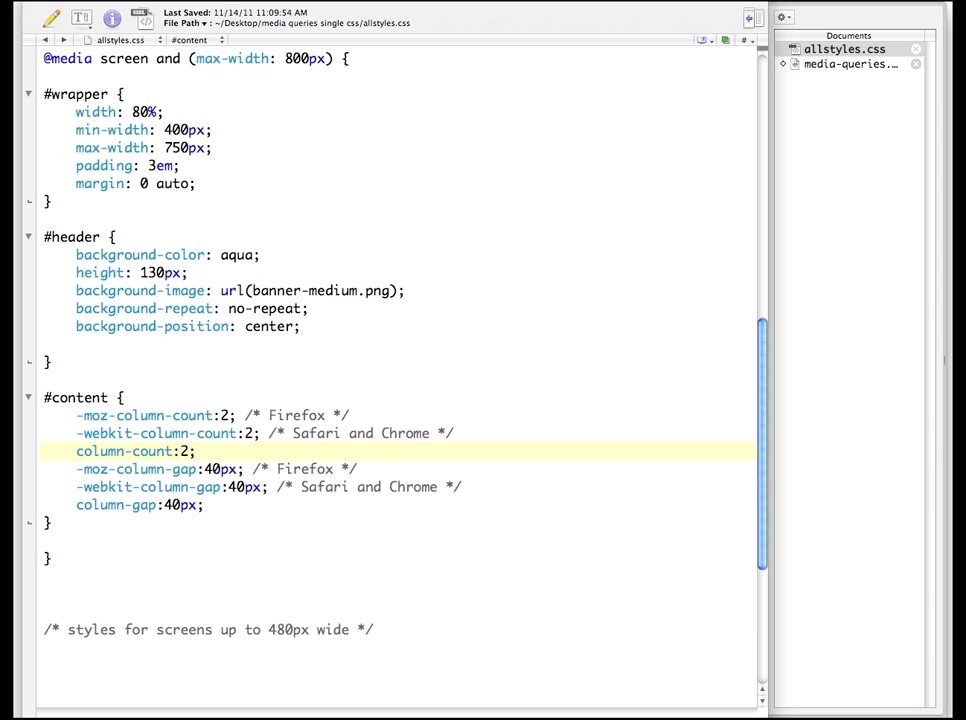 Last Saved: 11/14/11 11:09:54 AM
File Path ▾ : ~/Desktop/media queries single css/allstyles.css
allstyles.css
#content
#
@media screen and (max-width: 800px) {
#wrapper {
width: 80%;
min-width: 400px;
max-width: 750px;
padding: 3em;
margin: 0 auto;
}
#header {
background-color: aqua;
height: 130px;
background-image: url(banner-medium.png);
background-repeat: no-repeat;
background-position: center;
}
#content {
-moz-column-count:2; /* Firefox */
-webkit-column-count:2; /* Safari and Chrome */
column-count:2;
-moz-column-gap:40px; /* Firefox */
-webkit-column-gap:40px; /* Safari and Chrome */
column-gap:40px;
}
}
/* styles for screens up to 480px wide */
Documents
allstyles.css
media-queries.…